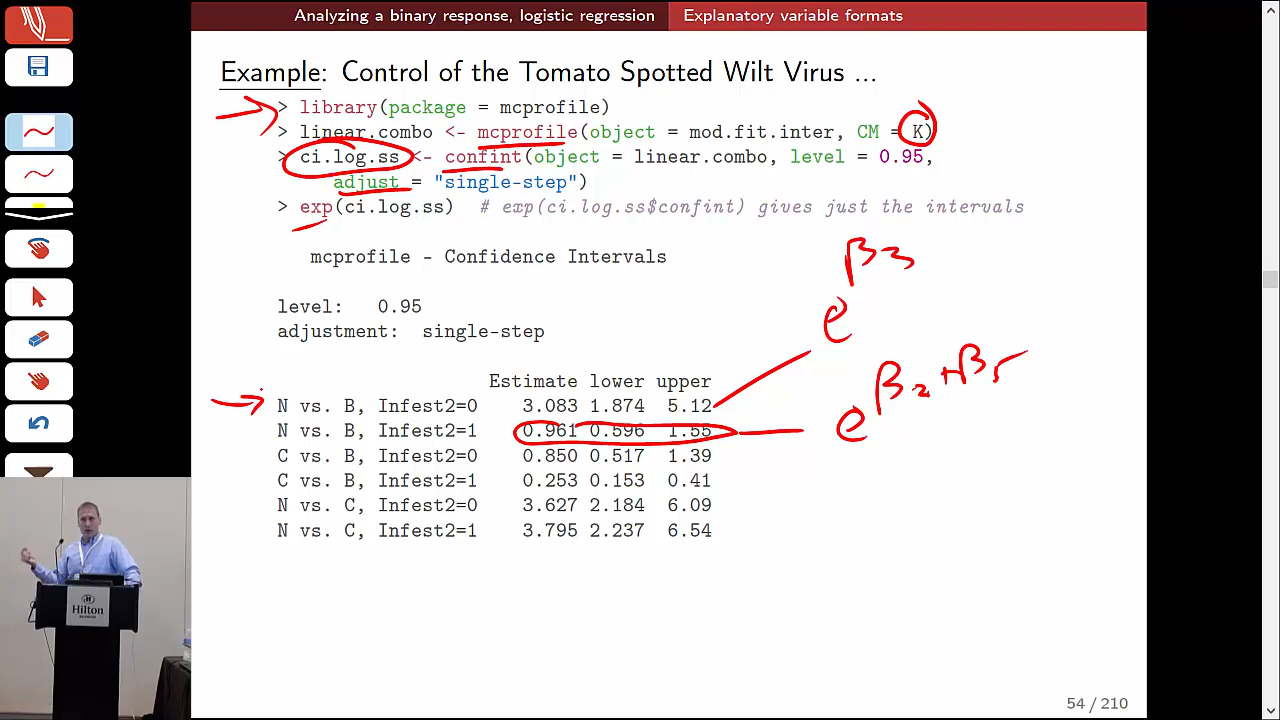 Analyzing a binary response, logistic regression Explanatory variable formats
Example: Control of the Tomato Spotted Wilt Virus ...
> library(package = mcprofile)
> linear.combo <- mcprofile(object = mod.fit.inter, CM = K)
> ci.log.ss <- confint(object = linear.combo, level = 0.95,
adjust = "single-step")
> exp(ci.log.ss) # exp(ci.log.ss$confint) gives just the intervals
mcprofile - Confidence Intervals
level: 0.95
adjustment: single-step
Estimate lower upper
N vs. B, Infest2=0 3.083 1.874 5.12
N vs. B, Infest2=1 0.961 0.596 1.55
C vs. B, Infest2=0 0.850 0.517 1.39
C vs. B, Infest2=1 0.253 0.153 0.41
N vs. C, Infest2=0 3.627 2.184 6.09
N vs. C, Infest2=1 3.795 2.237 6.54
e^β3
e^β2+β5
Hilton
54 / 210